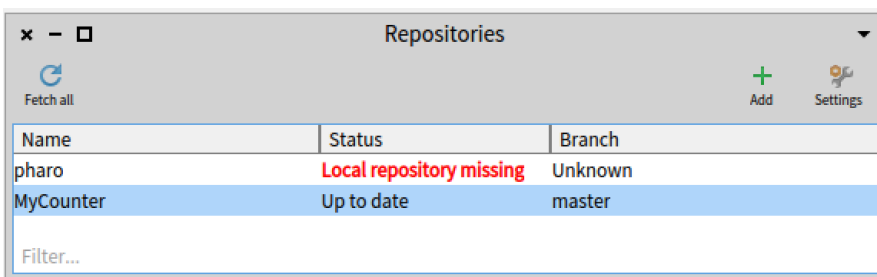 Repositories
Fetch all Add Settings
Name Status Branch
pharo Local repository missing Unknown
MyCounter Up to date master
Filter...